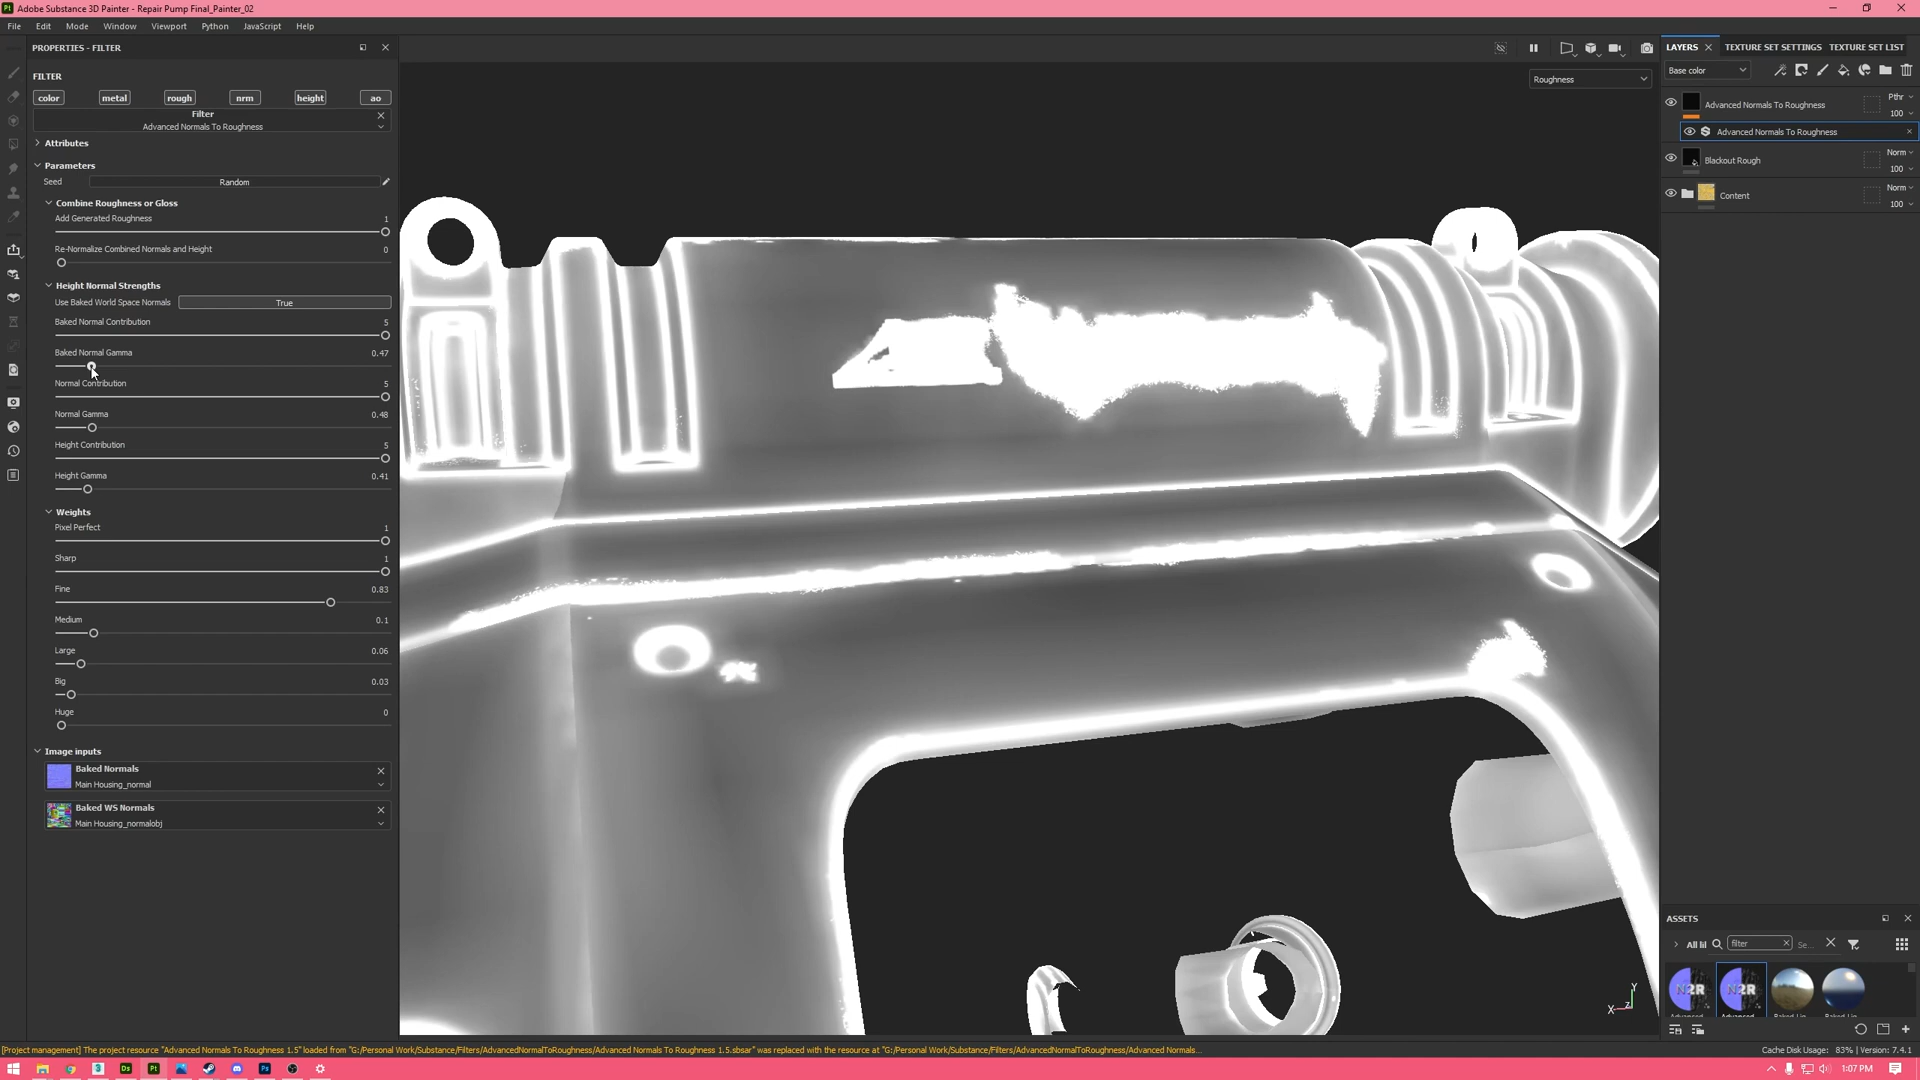 Adobe Substance 3D Painter - Repair Pump Final_Painter_02
File Edit Mode Window Viewport Python JavaScript Help
PROPERTIES - FILTER
FILTER
color metal rough nrm height ao
Filter
Advanced Normals To Roughness
Attributes
Parameters
Seed Random
Combine Roughness or Gloss
Add Generated Roughness 1
Re-Normalize Combined Normals and Height 0
Height Normal Strengths
Use Baked World Space Normals True
Baked Normal Contribution 5
Baked Normal Gamma 0.47
Normal Contribution 5
Normal Gamma 0.48
Height Contribution 5
Height Gamma 0.41
Weights
Pixel Perfect 1
Sharp 1
Fine 0.83
Medium 0.1
Large 0.06
Big 0.03
Huge 0
Image inputs
Baked Normals
Main Housing_normal
Baked WS Normals
Main Housing_normalobj
Roughness
Y
X Z
LAYERS TEXTURE SET SETTINGS TEXTURE SET LIST
Base color
Advanced Normals To Roughness Pthr
100
Advanced Normals To Roughness
Blackout Rough Norm
100
Content Norm
100
ASSETS
All lil filter Se...
N2R N2R
Advanced... Advanced... Baked Lig... Baked Lig...
[Project management] The project resource "Advanced Normals To Roughness 1.5" loaded from "G:/Personal Work/Substance/Filters/AdvancedNormalToRoughness/Advanced Normals To Roughness 1.5.sbsar" was replaced with the resource at "G:/Personal Work/Substance/Filters/AdvancedNormalToRoughness/Advanced Normals...
Cache Disk Usage: 83% | Version: 7.4.1
1:07 PM